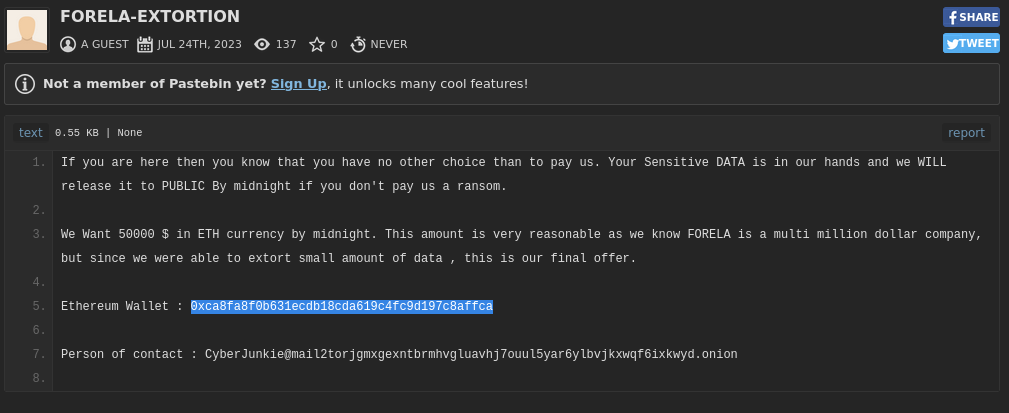 FORELA-EXTORTION
SHARE
A GUEST JUL 24TH, 2023 137 0 NEVER
TWEET
Not a member of Pastebin yet? Sign Up, it unlocks many cool features!
text 0.55 KB | None report
1. If you are here then you know that you have no other choice than to pay us. Your Sensitive DATA is in our hands and we WILL
release it to PUBLIC By midnight if you don't pay us a ransom.
2.
3. We Want 50000 $ in ETH currency by midnight. This amount is very reasonable as we know FORELA is a multi million dollar company,
but since we were able to extort small amount of data , this is our final offer.
4.
5. Ethereum Wallet : 0xca8fa8f0b631ecdb18cda619c4fc9d197c8affca
6.
7. Person of contact : CyberJunkie@mail2torjgmxgexntbrmhvgluavhj7ouul5yar6ylbvjkxwqf6ixkwyd.onion
8.